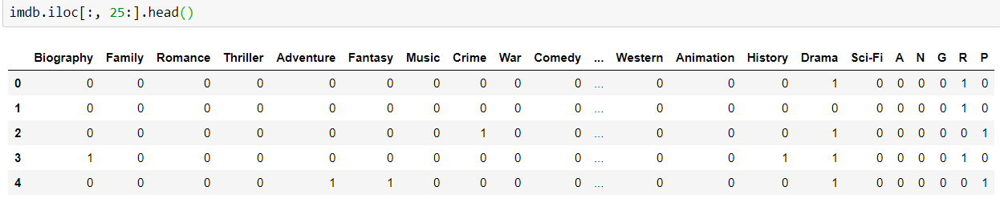 imdb.iloc[:, 25:].head()
Biography Family Romance Thriller Adventure Fantasy Music Crime War Comedy ... Western Animation History Drama Sci-Fi A N G R P
0 0 0 0 0 0 0 0 0 0 0 ... 0 0 0 1 0 0 0 0 1 0
1 0 0 0 0 0 0 0 0 0 0 ... 0 0 0 0 0 0 0 0 1 0
2 0 0 0 0 0 0 0 1 0 0 ... 0 0 0 1 0 0 0 0 0 1
3 1 0 0 0 0 0 0 0 0 0 ... 0 0 1 1 0 0 0 0 1 0
4 0 0 0 0 1 1 0 0 0 0 ... 0 0 0 1 0 0 0 0 0 1